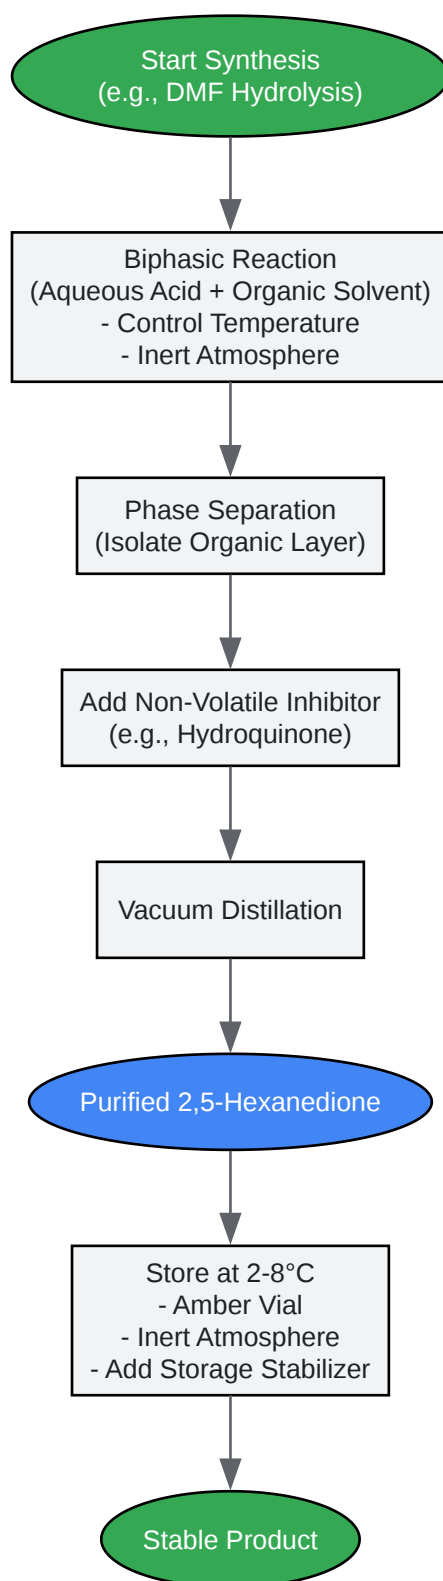 Start Synthesis
(e.g., DMF Hydrolysis)
Biphasic Reaction
(Aqueous Acid + Organic Solvent)
- Control Temperature
- Inert Atmosphere
Phase Separation
(Isolate Organic Layer)
Add Non-Volatile Inhibitor
(e.g., Hydroquinone)
Vacuum Distillation
Purified 2,5-Hexanedione
Store at 2-8°C
- Amber Vial
- Inert Atmosphere
- Add Storage Stabilizer
Stable Product